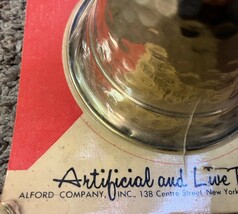 Artificial and Live T
ALFORD COMPANY, INC., 138 Centre Street, New York